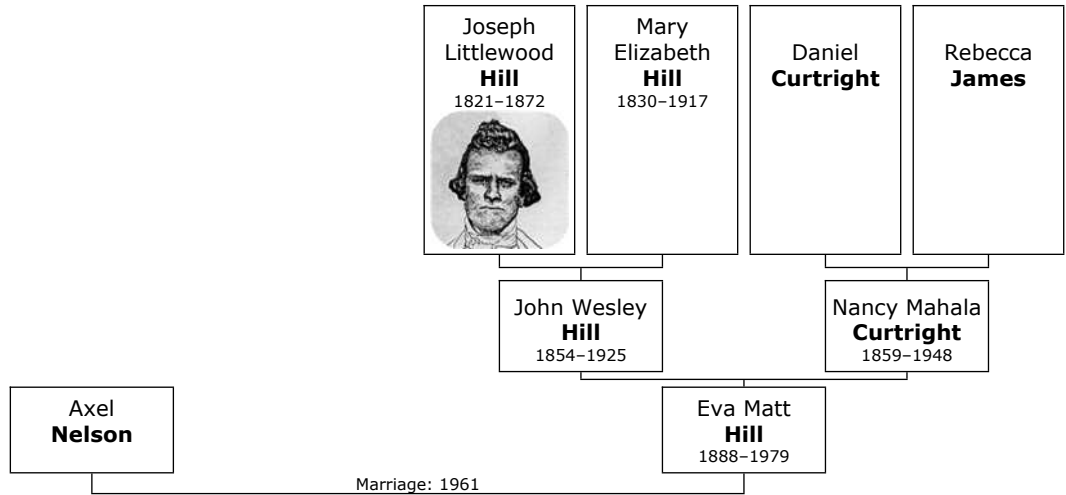 Joseph
Littlewood
Hill
1821–1872
Mary
Elizabeth
Hill
1830–1917
Daniel
Curtright
Rebecca
James
John Wesley
Hill
1854–1925
Nancy Mahala
Curtright
1859–1948
Axel
Nelson
Eva Matt
Hill
1888–1979
Marriage: 1961